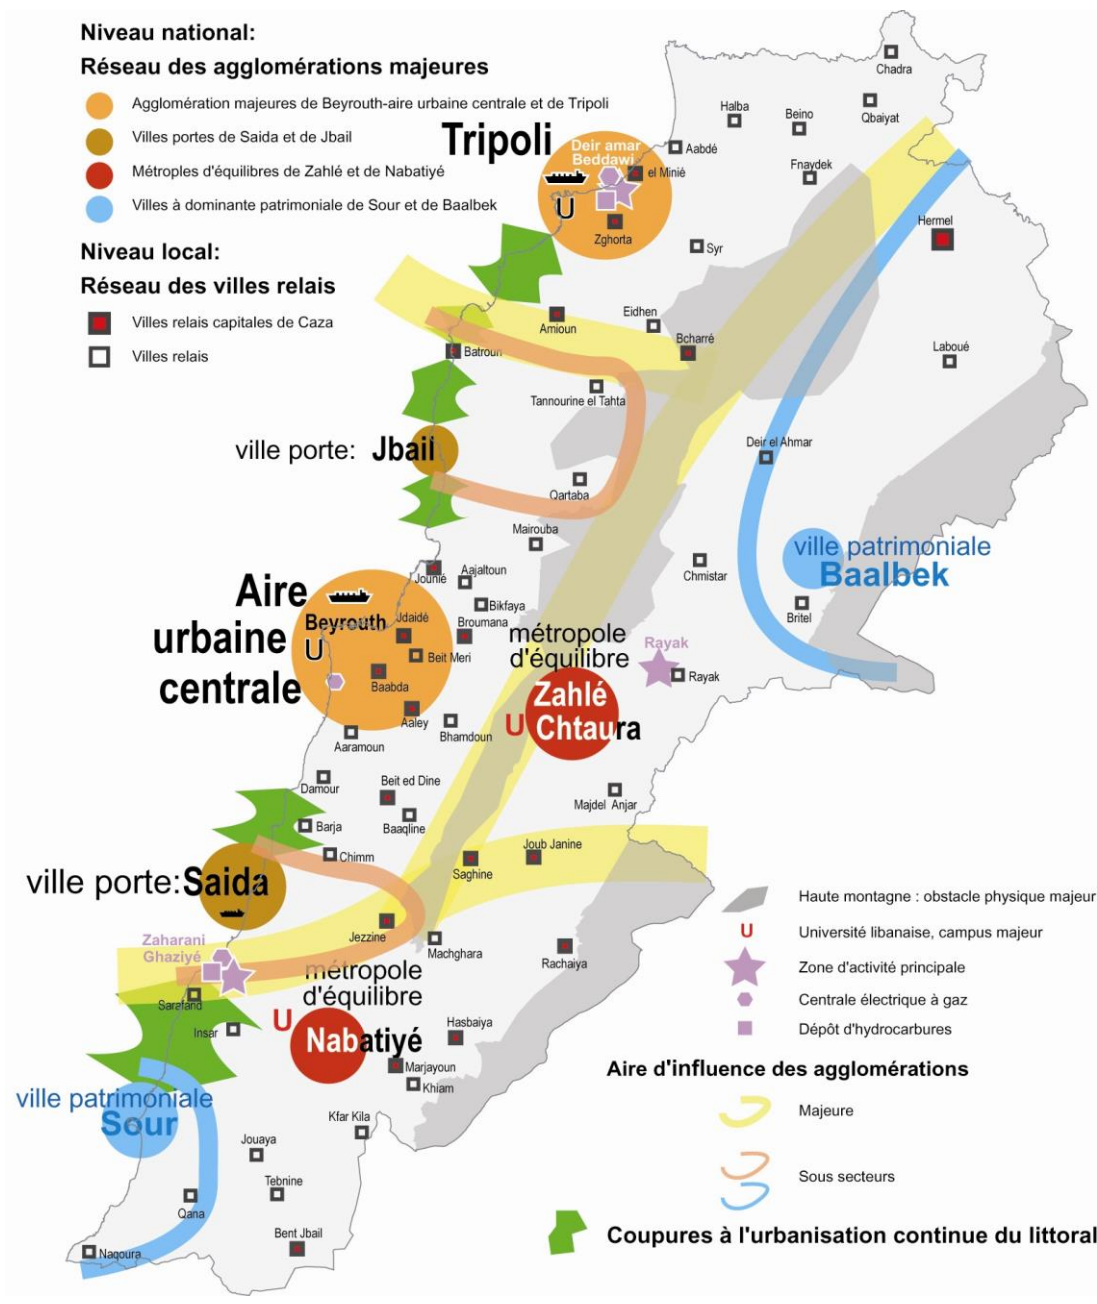 Niveau national:
Réseau des agglomérations majeures
Agglomération majeures de Beyrouth-aire urbaine centrale et de Tripoli
Villes portes de Saida et de Jbail
Métroples d'équilibres de Zahlé et de Nabatiyé
Villes à dominante patrimoniale de Sour et de Baalbek
Niveau local:
Réseau des villes relais
Villes relais capitales de Caza
Villes relais
Chadra
Qbaiyat
Halba
Beino
Aabdé
Fnaydek
Tripoli
Deir amar
Beddawi
el Minié
U
Zghorta
Syr
Hermel
Eidhen
Amioun
Bcharré
Batroun
Laboué
Tannourine el Tahta
ville porte: Jbail
Deir el Ahmar
Qartaba
Mairouba
ville patrimoniale
Baalbek
Chmistar
Britel
Jounié
Aajaltoun
Bikfaya
Aire
urbaine
centrale
Beyrouth
U
Jdaidé
Broumana
Beit Meri
Baabda
Aaley
Bhamdoun
Aaramoun
métropole
d'équilibre
Zahlé
U Chtaura
Rayak
Rayak
Damour
Beit ed Dine
Baaqline
Majdel Anjar
Barja
Chimm
Joub Janine
Saghine
ville porte: Saida
Jezzine
Machghara
Rachaiya
Zaharani
Ghaziyé
Sarafand
Insar
métropole
d'équilibre
U
Nabatiyé
Hasbaiya
Marjayoun
Khiam
ville patrimoniale
Sour
Kfar Kila
Jouaya
Tebnine
Qana
Bent Jbail
Naqoura
Haute montagne : obstacle physique majeur
U
Université libanaise, campus majeur
Zone d'activité principale
Centrale électrique à gaz
Dépôt d'hydrocarbures
Aire d'influence des agglomérations
Majeure
Sous secteurs
Coupures à l'urbanisation continue du littoral